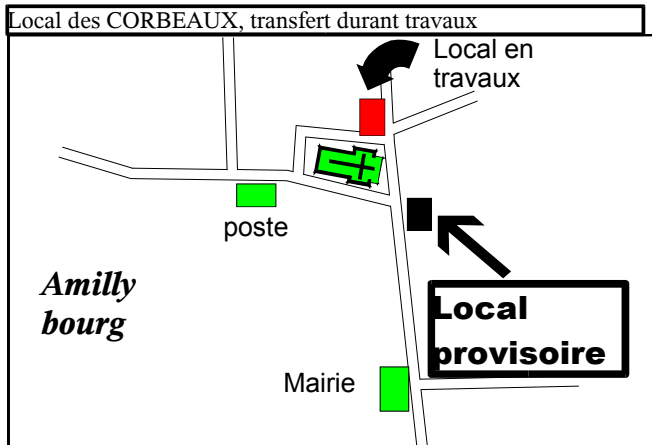 Local des CORBEAUX, transfert durant travaux
Local en
travaux
poste
Amilly
bourg
Local
provisoire
Mairie